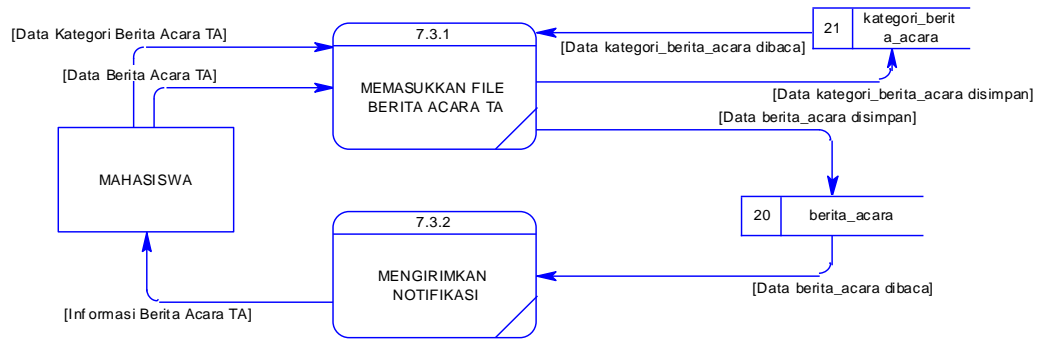 [Data Kategori Berita Acara TA]
7.3.1
21
kategori_berit
a_acara
[Data kategori_berita_acara dibaca]
[Data Berita Acara TA]
MEMASUKKAN FILE
BERITA ACARA TA
[Data kategori_berita_acara disimpan]
[Data berita_acara disimpan]
MAHASISWA
7.3.2
20
berita_acara
MENGIRIMKAN
NOTIFIKASI
[Data berita_acara dibaca]
[Informasi Berita Acara TA]